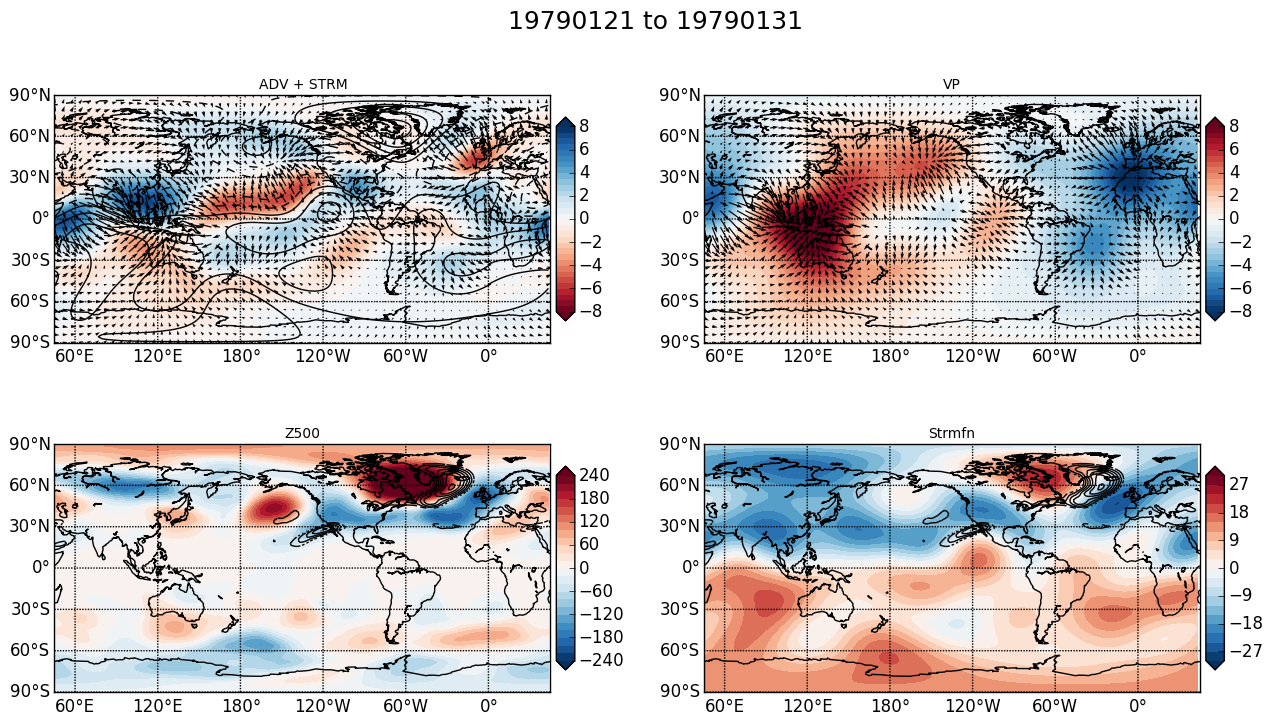 19790121 to 19790131
ADV + STRM
90°N
60°N
30°N
0°
30°S
60°S
90°S
60°E 120°E 180° 120°W 60°W 0°
8
6
4
2
0
−2
−4
−6
−8
VP
90°N
60°N
30°N
0°
30°S
60°S
90°S
60°E 120°E 180° 120°W 60°W 0°
8
6
4
2
0
−2
−4
−6
−8
Z500
90°N
60°N
30°N
0°
30°S
60°S
90°S
60°E 120°E 180° 120°W 60°W 0°
240
180
120
60
0
−60
−120
−180
−240
Strmfn
90°N
60°N
30°N
0°
30°S
60°S
90°S
60°E 120°E 180° 120°W 60°W 0°
27
18
9
0
−9
−18
−27